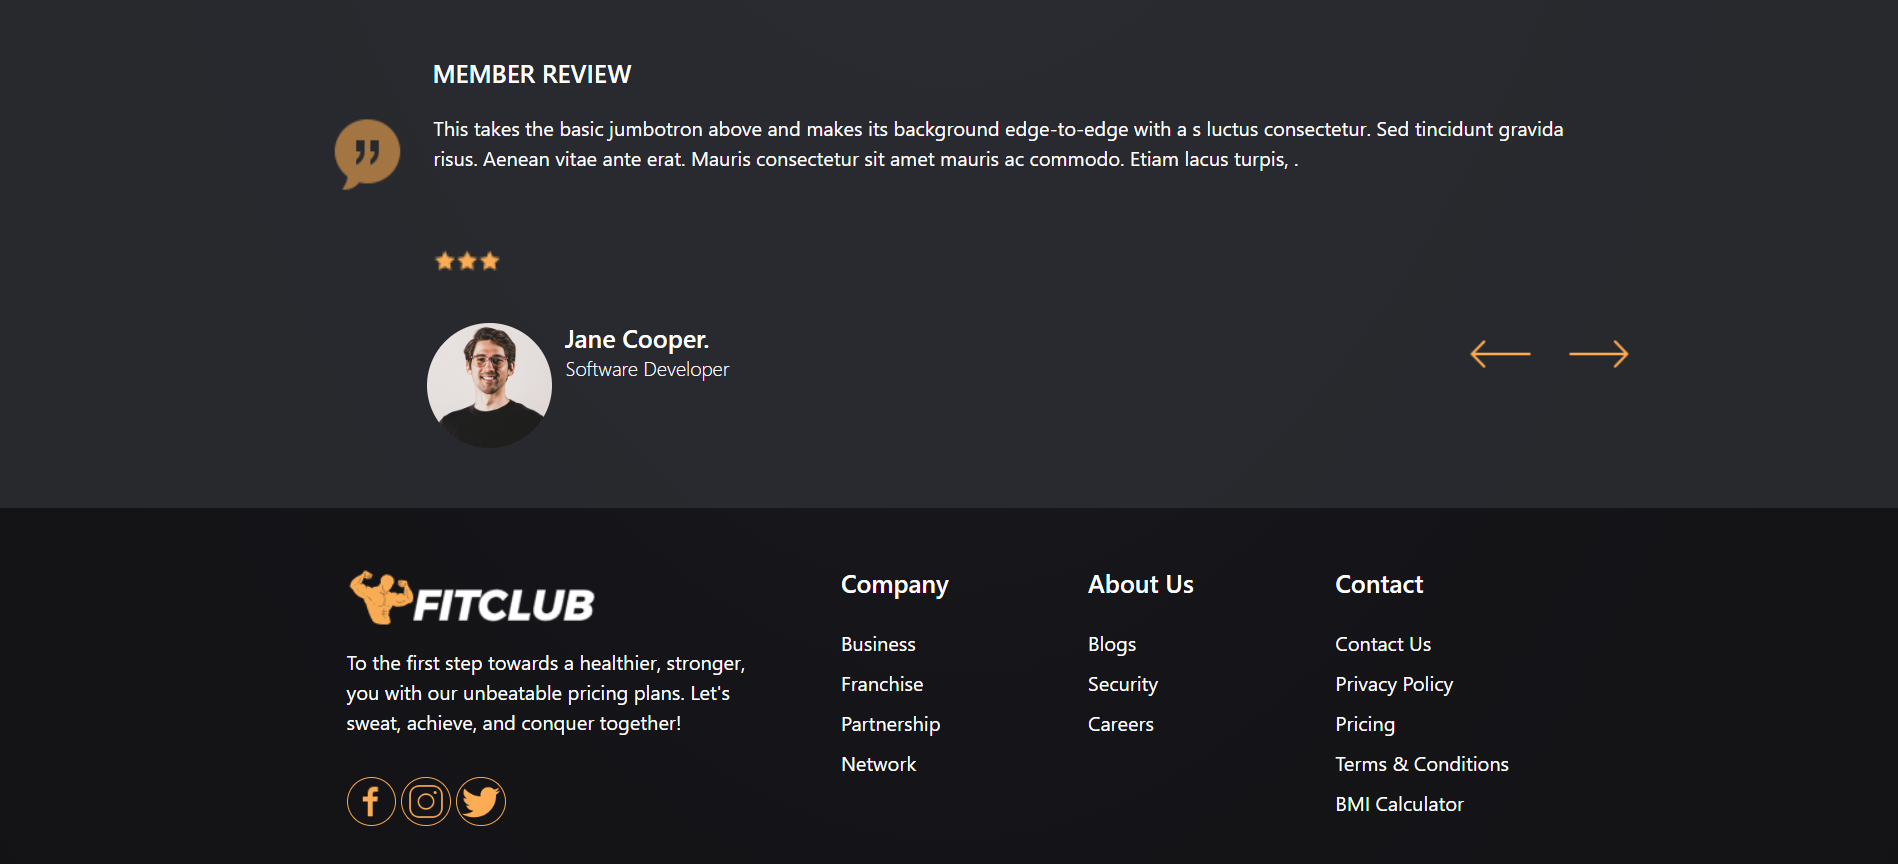 MEMBER REVIEW
This takes the basic jumbotron above and makes its background edge-to-edge with a s luctus consectetur. Sed tincidunt gravida
risus. Aenean vitae ante erat. Mauris consectetur sit amet mauris ac commodo. Etiam lacus turpis, .
Jane Cooper.
Software Developer
FITCLUB
To the first step towards a healthier, stronger,
you with our unbeatable pricing plans. Let's
sweat, achieve, and conquer together!
Company
Business
Franchise
Partnership
Network
About Us
Blogs
Security
Careers
Contact
Contact Us
Privacy Policy
Pricing
Terms & Conditions
BMI Calculator